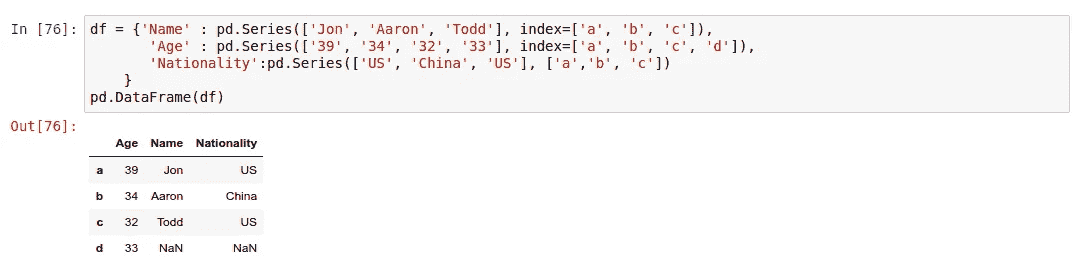 In [76]: df = {'Name' : pd.Series(['Jon', 'Aaron', 'Todd'], index=['a', 'b', 'c']),
'Age' : pd.Series(['39', '34', '32', '33'], index=['a', 'b', 'c', 'd']),
'Nationality':pd.Series(['US', 'China', 'US'], ['a','b', 'c'])
}
pd.DataFrame(df)
Out[76]:
Age Name Nationality
a 39 Jon US
b 34 Aaron China
c 32 Todd US
d 33 NaN NaN